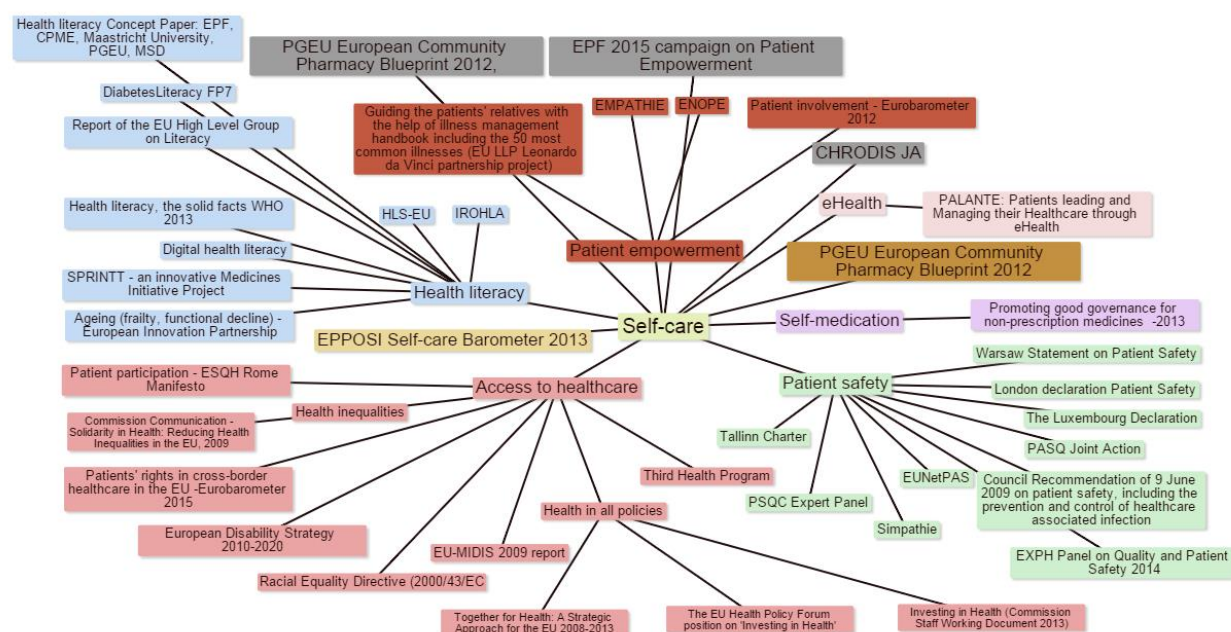 Health literacy Concept Paper: EPF,
CPME, Maastricht University,
PGEU, MSD
PGEU European Community
Pharmacy Blueprint 2012,
EPF 2015 campaign on Patient
Empowerment
DiabetesLiteracy FP7
Report of the EU High Level Group
on Literacy
Guiding the patients' relatives with
the help of illness management
handbook including the 50 most
common illnesses (EU LLP Leonardo
da Vinci partnership project)
EMPATHIE
ENOPE
Patient involvement - Eurobarometer
2012
CHRODIS JA
eHealth
PALANTE: Patients leading and
Managing their Healthcare through
eHealth
Health literacy, the solid facts WHO
2013
HLS-EU
IROHLA
Digital health literacy
Patient empowerment
PGEU European Community
Pharmacy Blueprint 2012
SPRINTT - an innovative Medicines
Initiative Project
Health literacy
Ageing (frailty, functional decline) -
European Innovation Partnership
Self-care
Self-medication
Promoting good governance for
non-prescription medicines -2013
EPPOSI Self-care Barometer 2013
Patient participation - ESQH Rome
Manifesto
Access to healthcare
Patient safety
Warsaw Statement on Patient Safety
London declaration Patient Safety
The Luxembourg Declaration
PASQ Joint Action
Health inequalities
Commission Communication -
Solidarity in Health: Reducing Health
Inequalities in the EU, 2009
Tallinn Charter
Patients' rights in cross-border
healthcare in the EU -Eurobarometer
2015
Third Health Program
PSQC Expert Panel
EUNetPAS
Council Recommendation of 9 June
2009 on patient safety, including the
prevention and control of healthcare
associated infection
Health in all policies
Simpathie
European Disability Strategy
2010-2020
EU-MIDIS 2009 report
EXPH Panel on Quality and Patient
Safety 2014
Racial Equality Directive (2000/43/EC
Together for Health: A Strategic
Approach for the EU 2008-2013
The EU Health Policy Forum
position on 'Investing in Health'
Investing in Health (Commission
Staff Working Document 2013)